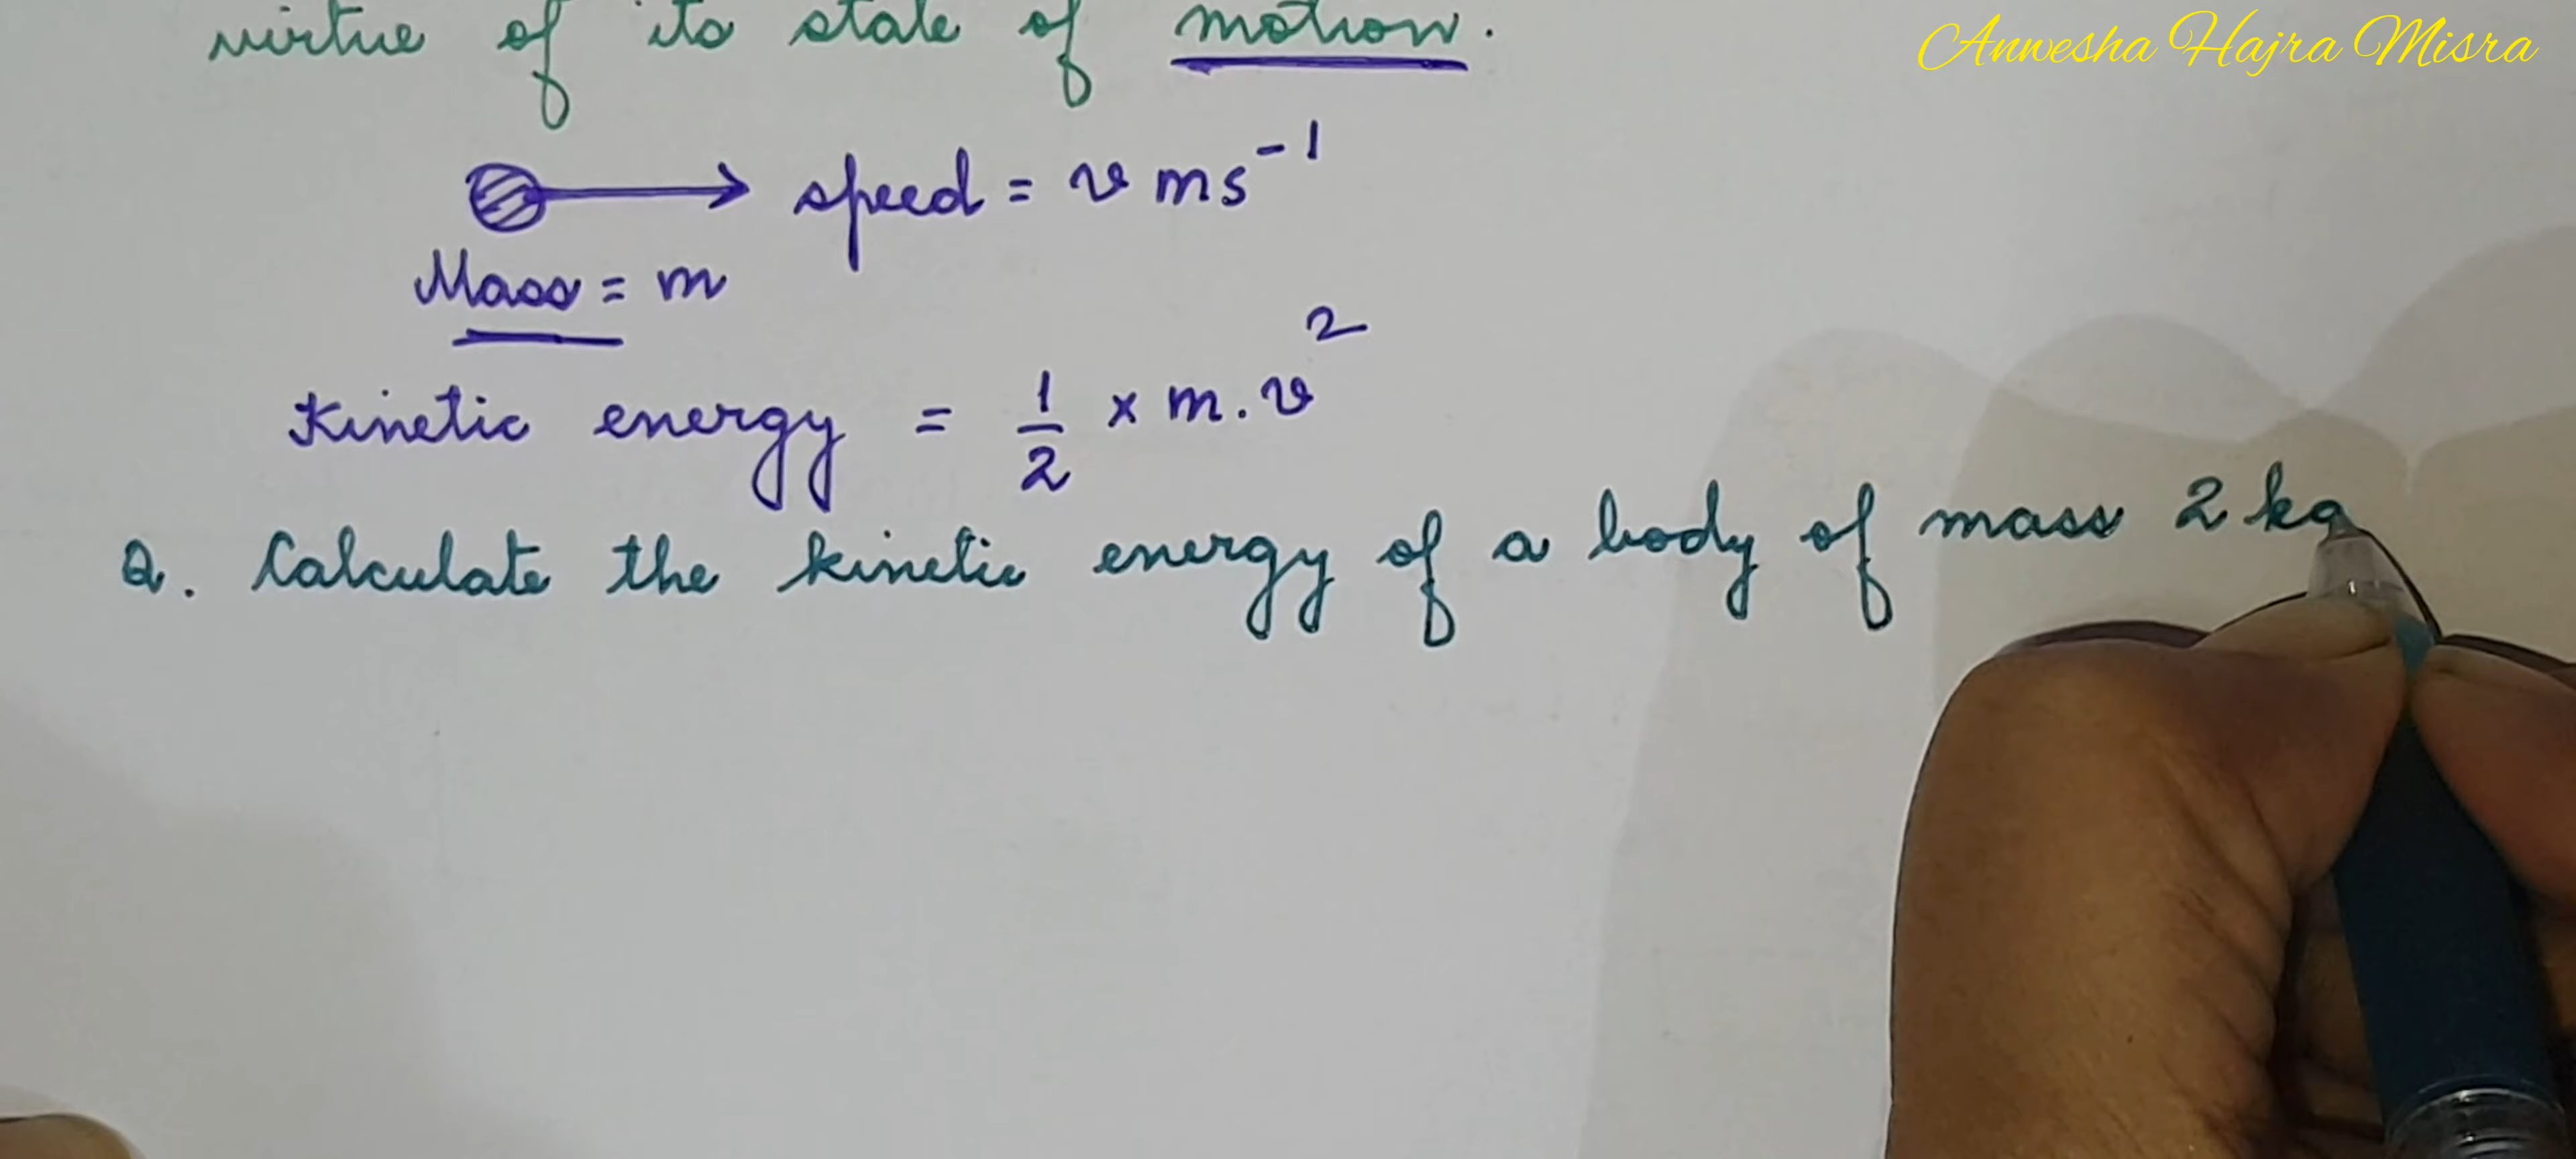 Anwesha Hajra Misra
virtue of its state of motion.
speed = v ms⁻¹
Mass = m
Kinetic energy = 1/2 × m.v²
Q. Calculate the kinetic energy of a body of mass 2 kg